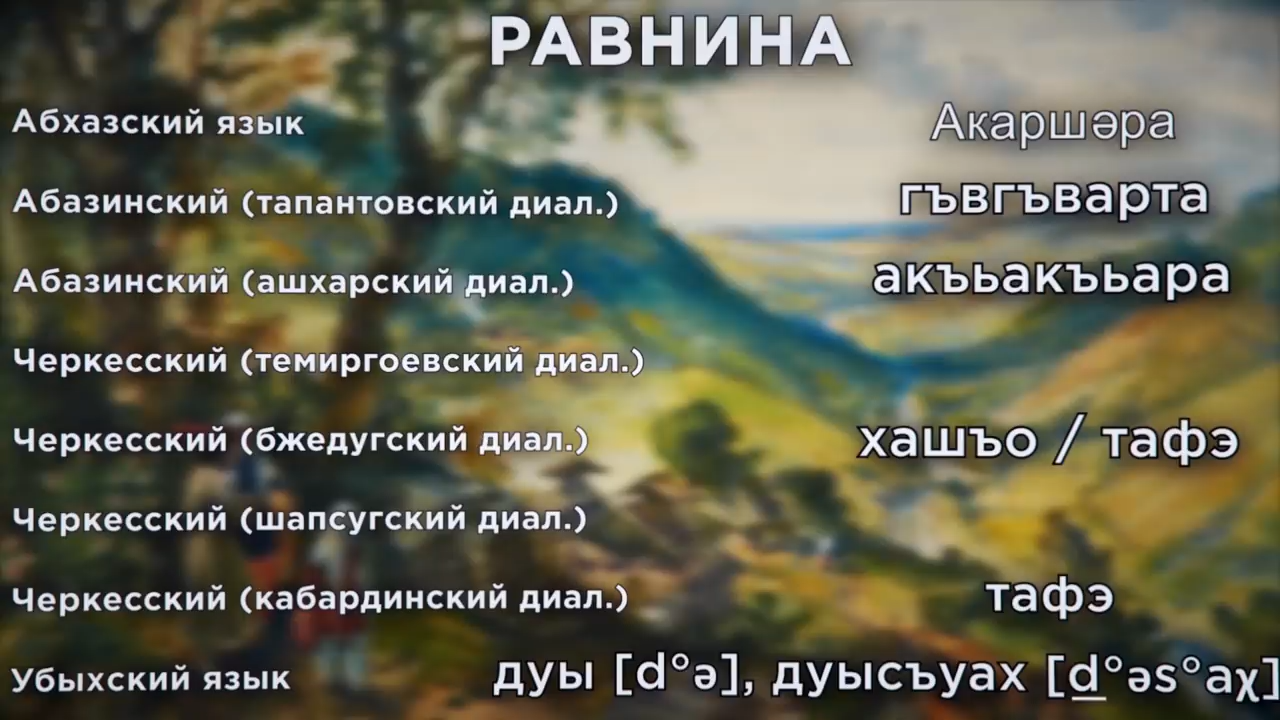 РАВНИНА
Абхазский язык Акаршәра
Абазинский (тапантовский диал.) гъвгъварта
Абазинский (ашхарский диал.) акъьакъьара
Черкесский (темиргоевский диал.)
Черкесский (бжедугский диал.) хашъо / тафэ
Черкесский (шапсугский диал.)
Черкесский (кабардинский диал.) тафэ
Убыхский язык дуы [d°ə], дуысъуах [d̲°əs°aχ]